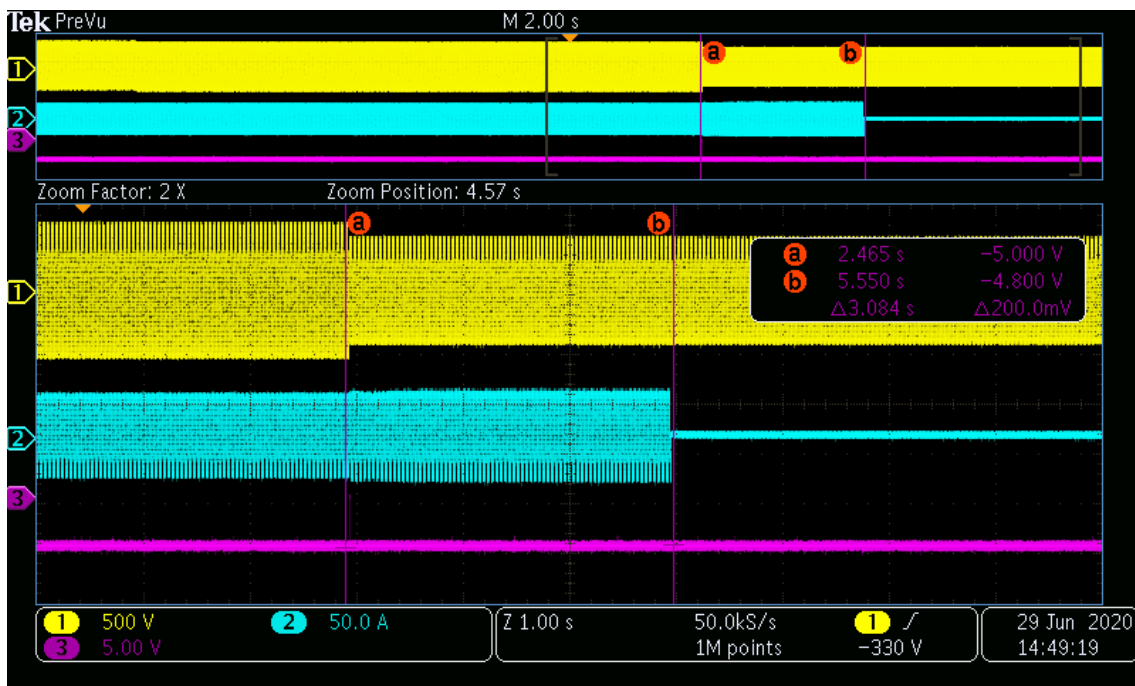 Tek PreVu M 2.00 s
a b
1
2
3
Zoom Factor: 2 X Zoom Position: 4.57 s
a b
1
a 2.465 s −5.000 V
b 5.550 s −4.800 V
△3.084 s △200.0mV
2
3
1 500 V 2 50.0 A Z 1.00 s 50.0kS/s 1 29 Jun 2020
3 5.00 V 1M points −330 V 14:49:19